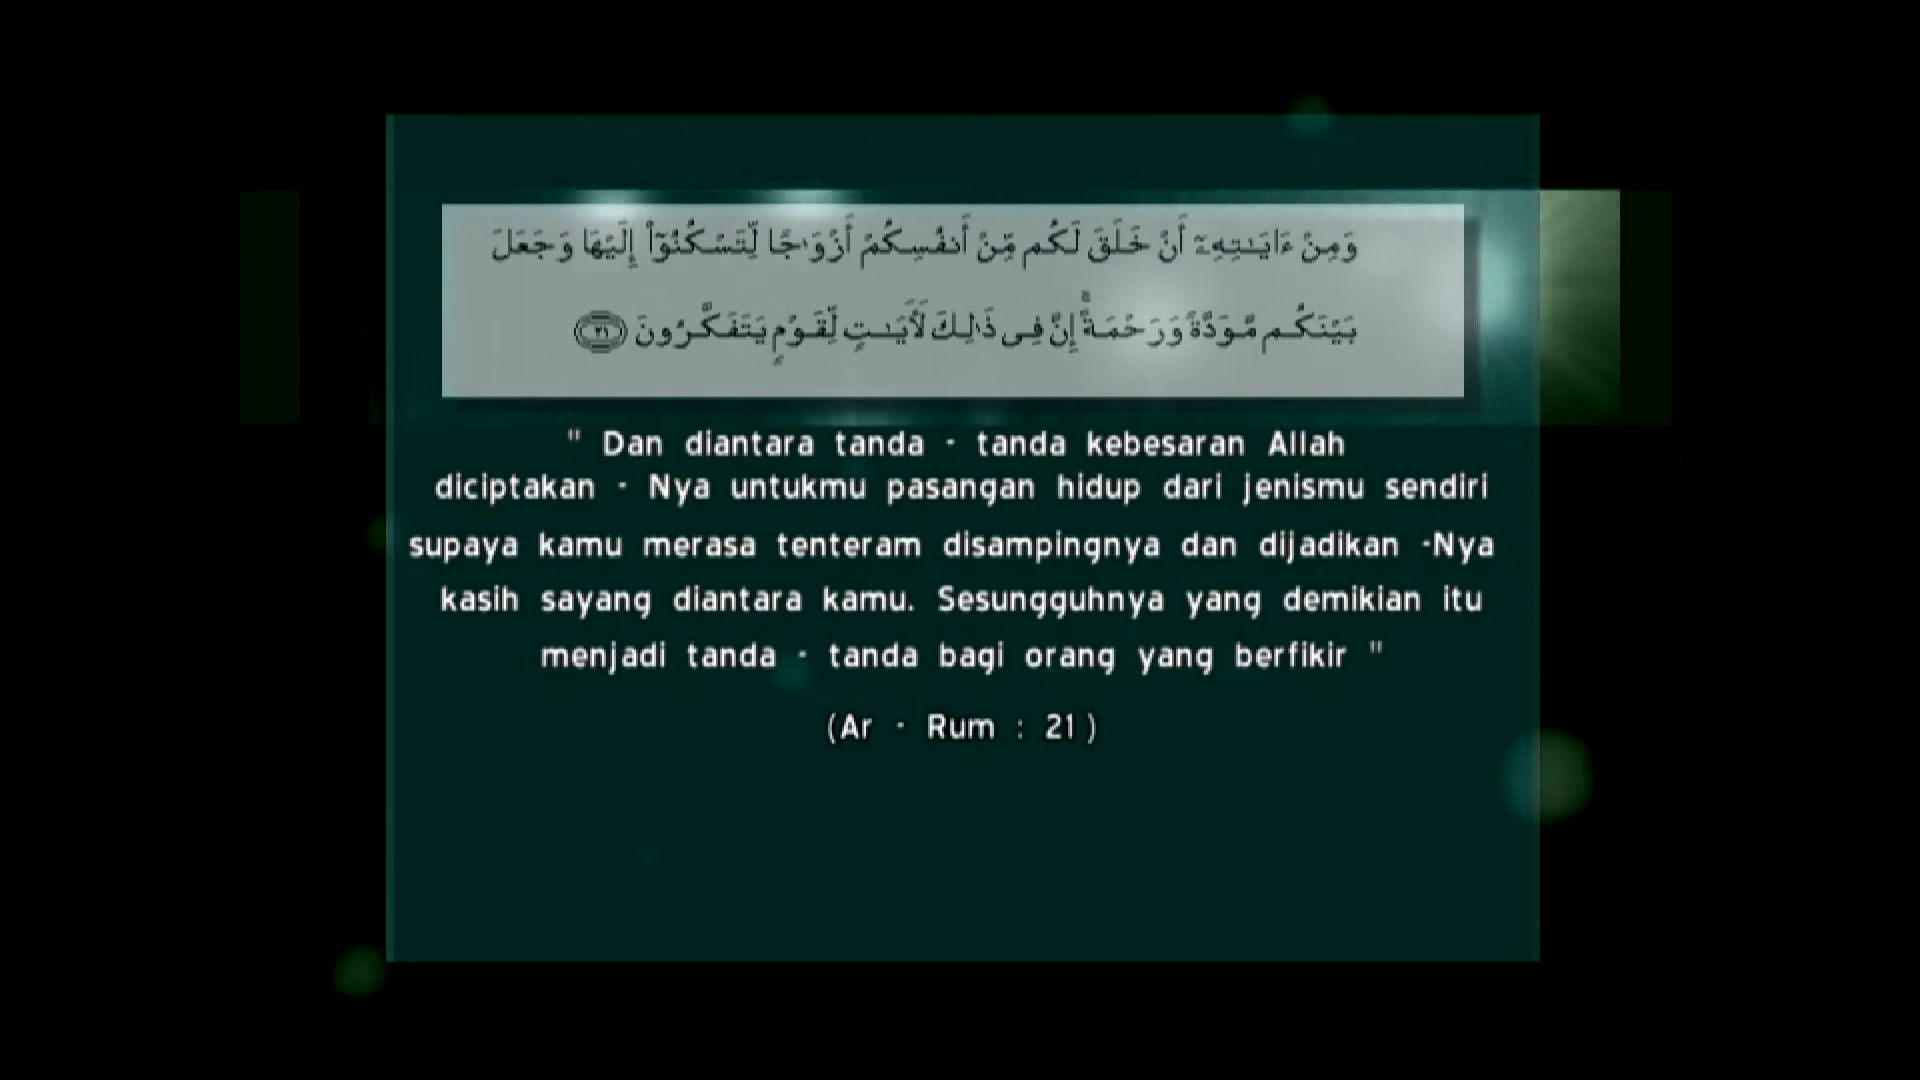 وَمِنْ ءَايَـٰتِهِۦٓ أَنْ خَلَقَ لَكُم مِّنْ أَنفُسِكُمْ أَزْوَٰجًا لِّتَسْكُنُوٓا۟ إِلَيْهَا وَجَعَلَ
بَيْنَكُم مَّوَدَّةً وَرَحْمَةً ۚ إِنَّ فِى ذَٰلِكَ لَـَٔايَـٰتٍ لِّقَوْمٍ يَتَفَكَّرُونَ ٢١
" Dan diantara tanda - tanda kebesaran Allah
diciptakan - Nya untukmu pasangan hidup dari jenismu sendiri
supaya kamu merasa tenteram disampingnya dan dijadikan -Nya
kasih sayang diantara kamu. Sesungguhnya yang demikian itu
menjadi tanda - tanda bagi orang yang berfikir "
(Ar - Rum : 21)